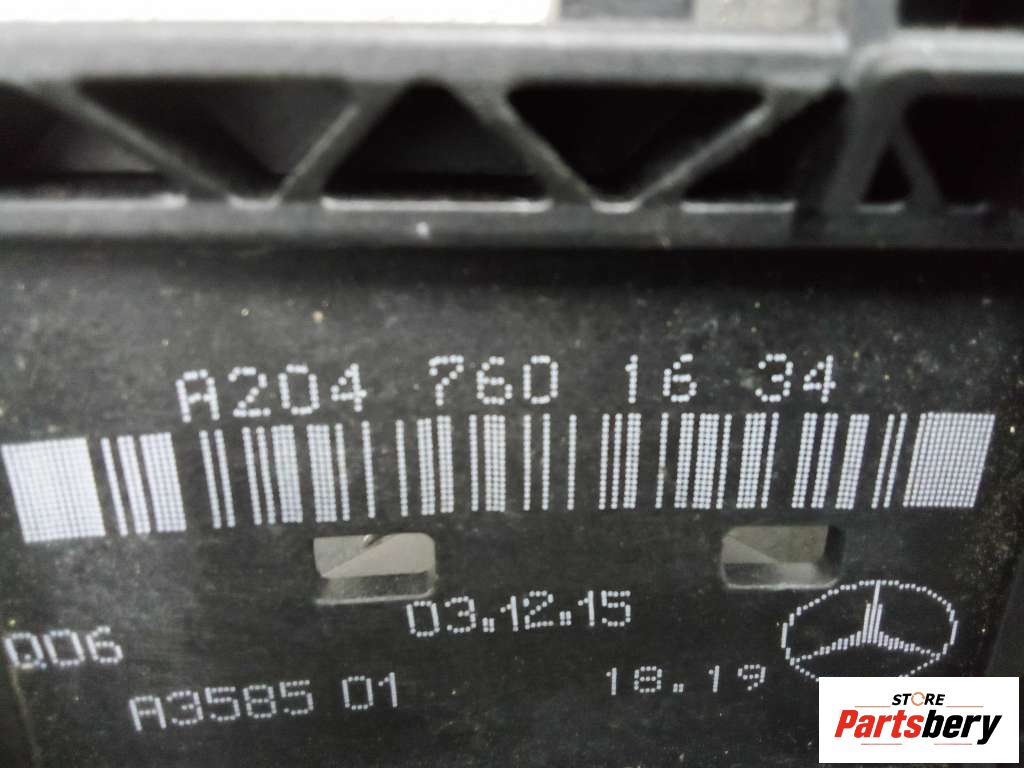 A204 760 16 34
03.12.15
Q06
A3585 01
18.19
STORE
Partsbery